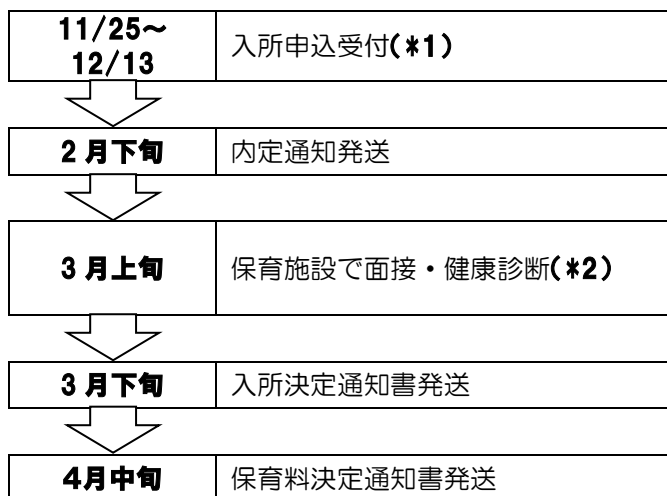 11/25～
12/13
入所申込受付(*1)
2月下旬
内定通知発送
3月上旬
保育施設で面接・健康診断(*2)
3月下旬
入所決定通知書発送
4月中旬
保育料決定通知書発送